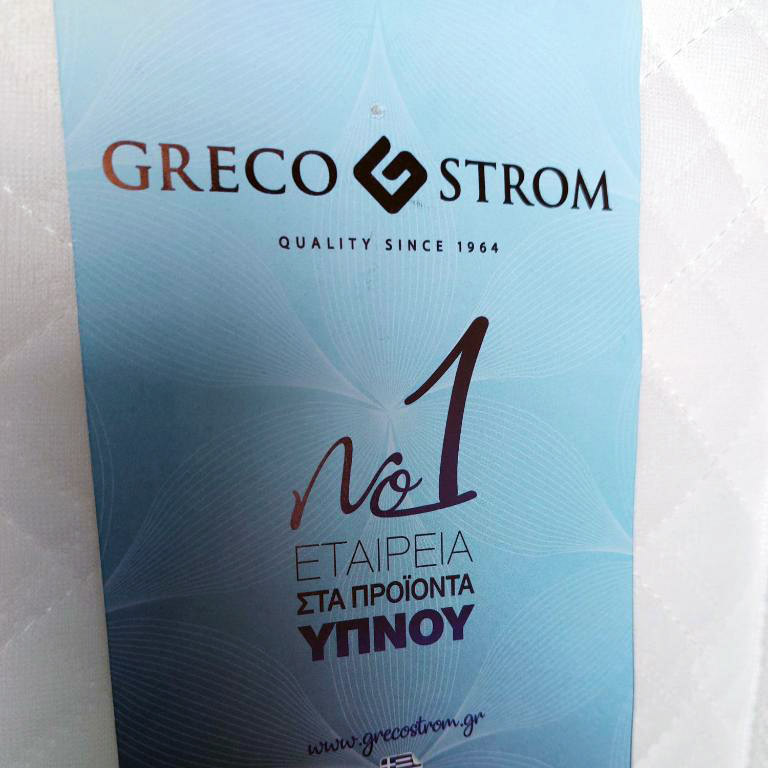 GRECO STROM
QUALITY SINCE 1964
No1
ΕΤΑΙΡΕΙΑ
ΣΤΑ ΠΡΟΪΟΝΤΑ
ΥΠΝΟΥ
www.grecostrom.gr